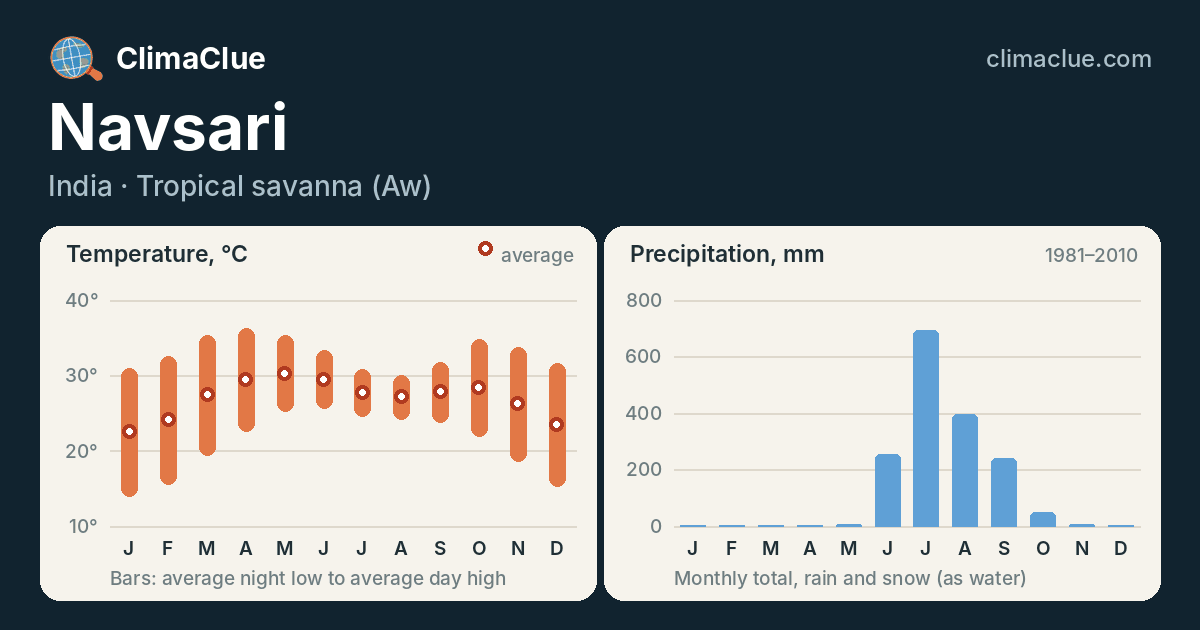 ClimaClue
climaclue.com
Navsari
India · Tropical savanna (Aw)
Temperature, °C
average
40°
30°
20°
10°
J F M A M J J A S O N D
Bars: average night low to average day high
Precipitation, mm
1981–2010
800
600
400
200
0
J F M A M J J A S O N D
Monthly total, rain and snow (as water)